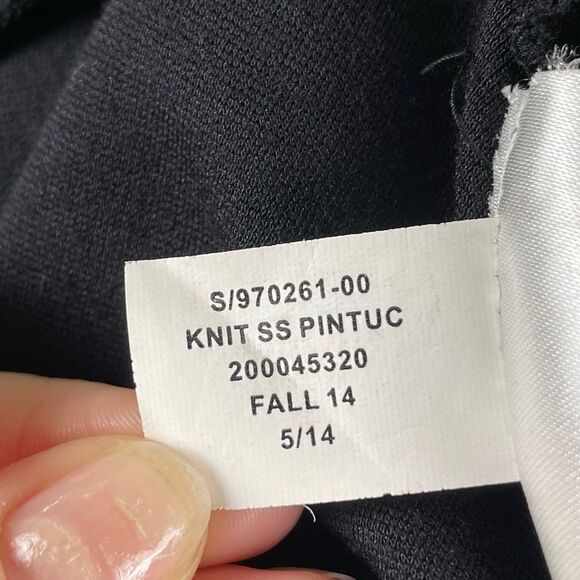 S/970261-00
KNIT SS PINTUC
200045320
FALL 14
5/14